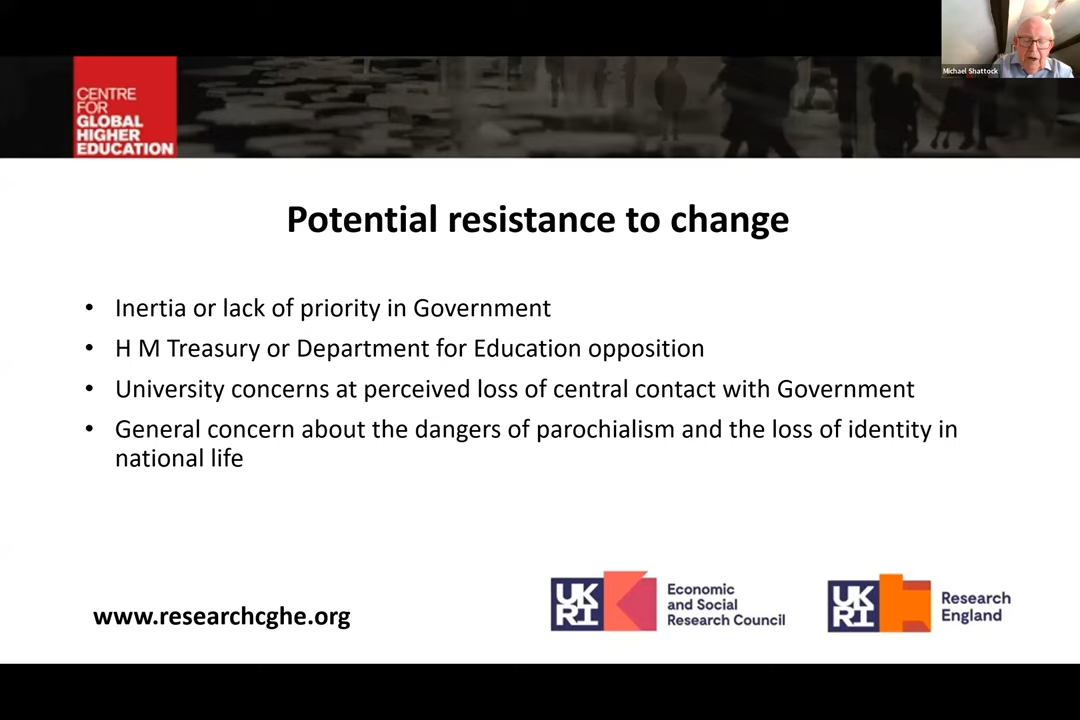 Michael Shattock
CENTRE
FOR
GLOBAL
HIGHER
EDUCATION
Potential resistance to change
• Inertia or lack of priority in Government
• H M Treasury or Department for Education opposition
• University concerns at perceived loss of central contact with Government
• General concern about the dangers of parochialism and the loss of identity in
national life
www.researchcghe.org
UK
RI
Economic
and Social
Research Council
UK
RI
Research
England